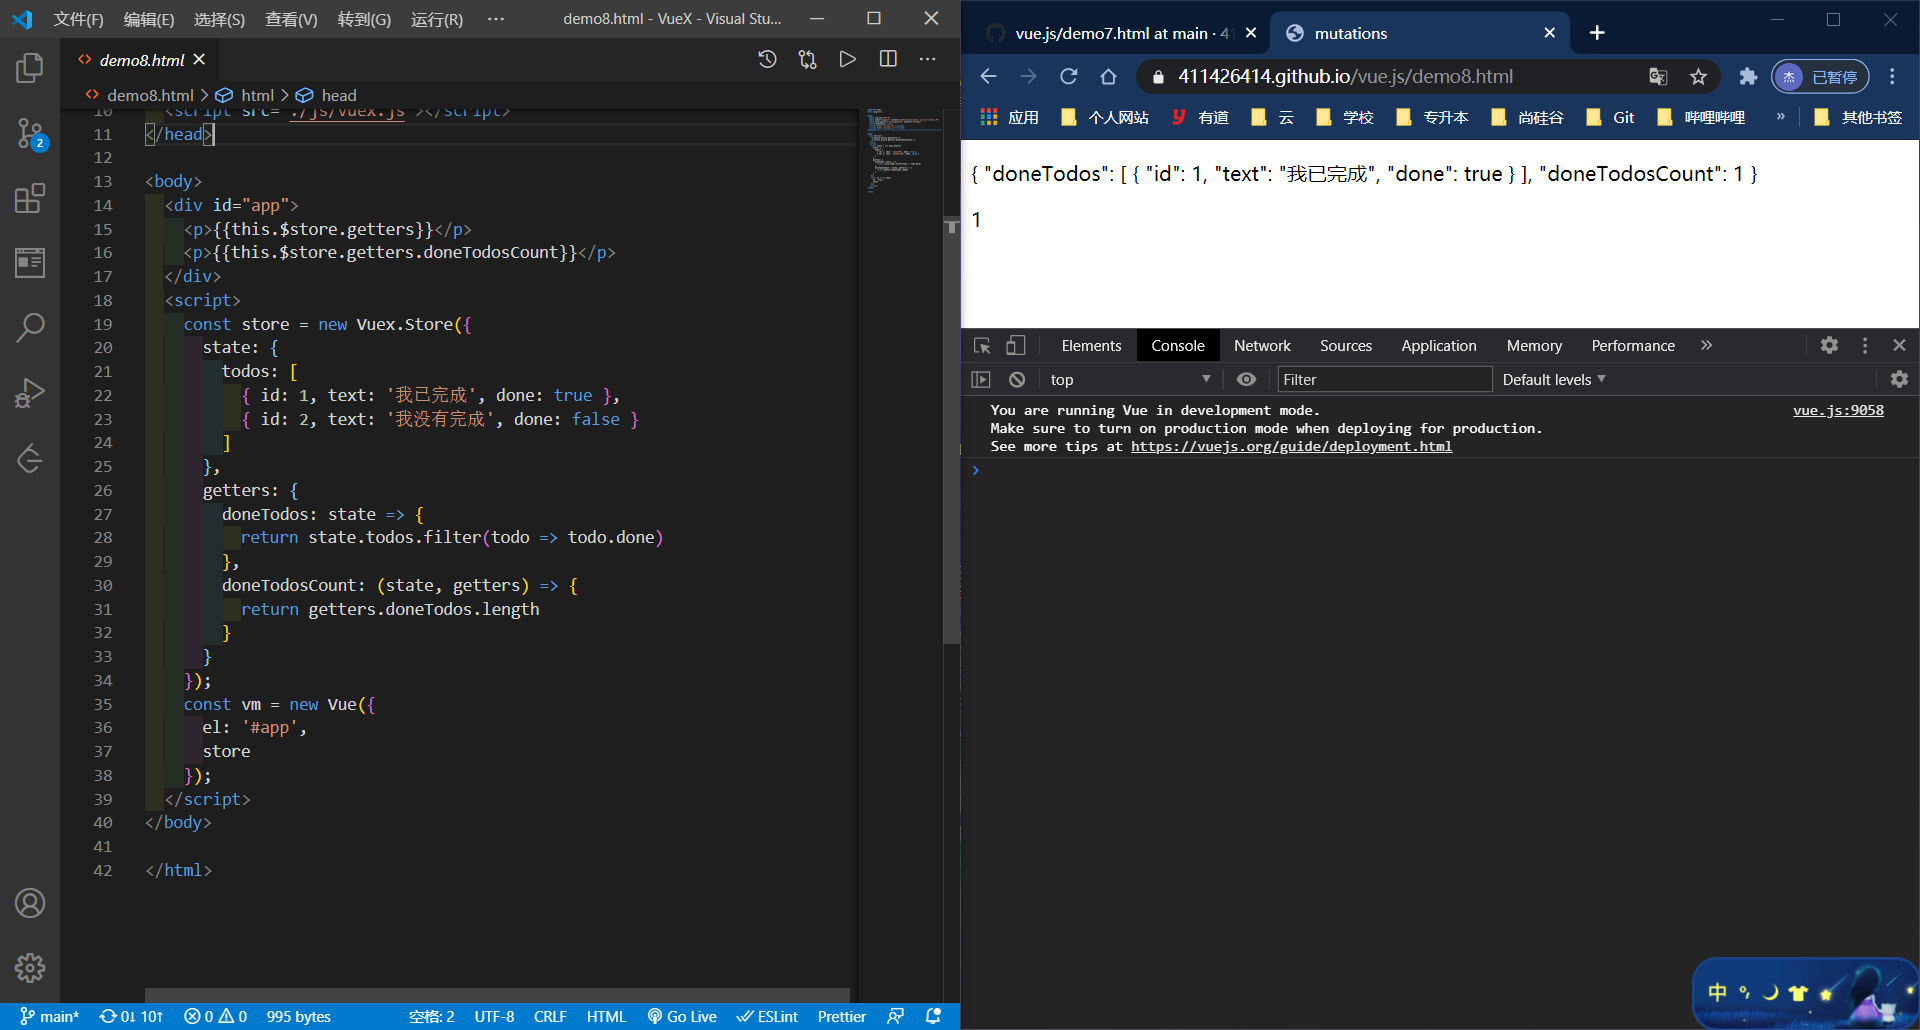 文件(F) 编辑(E) 选择(S) 查看(V) 转到(G) 运行(R) ··· demo8.html - VueX - Visual Stu...
demo8.html
demo8.html > html > head
10 <script src="./js/vuex.js"></script>
11 </head>
12
13 <body>
14 <div id="app">
15 <p>{{this.$store.getters}}</p>
16 <p>{{this.$store.getters.doneTodosCount}}</p>
17 </div>
18 <script>
19 const store = new Vuex.Store({
20 state: {
21 todos: [
22 { id: 1, text: '我已完成', done: true },
23 { id: 2, text: '我没有完成', done: false }
24 ]
25 },
26 getters: {
27 doneTodos: state => {
28 return state.todos.filter(todo => todo.done)
29 },
30 doneTodosCount: (state, getters) => {
31 return getters.doneTodos.length
32 }
33 }
34 });
35 const vm = new Vue({
36 el: '#app',
37 store
38 });
39 </script>
40 </body>
41
42 </html>
2
main* 0↓ 10↑ 0 0 995 bytes 空格: 2 UTF-8 CRLF HTML Go Live ESLint Prettier
vue.js/demo7.html at main · 41 mutations
411426414.github.io/vue.js/demo8.html 杰 已暂停
应用 个人网站 有道 云 学校 专升本 尚硅谷 Git 哔哩哔哩 » 其他书签
{ "doneTodos": [ { "id": 1, "text": "我已完成", "done": true } ], "doneTodosCount": 1 }
1
Elements Console Network Sources Application Memory Performance »
top Filter Default levels
You are running Vue in development mode. vue.js:9058
Make sure to turn on production mode when deploying for production.
See more tips at https://vuejs.org/guide/deployment.html
中